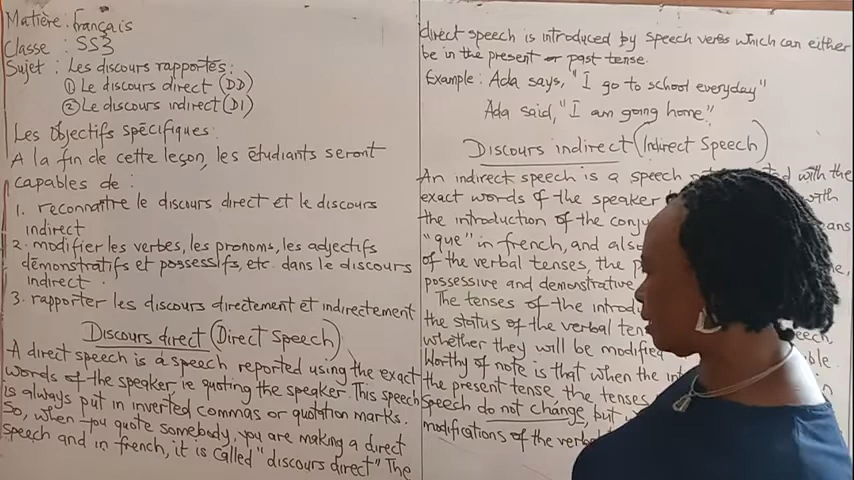 Matière: français
Classe : SS3
Sujet : Les discours rapportés:
① Le discours direct (DD)
② Le discours indirect (DI)
Les Objectifs spécifiques:
A la fin de cette leçon, les étudiants seront
capables de :
1. reconnaître le discours direct et le discours
indirect
2. modifier les verbes, les pronoms, les adjectifs
démonstratifs et possessifs, etc. dans le discours
indirect.
3. rapporter les discours directement et indirectement
Discours direct (Direct Speech)
A direct speech is a speech reported using the exact
words of the speaker, ie quoting the speaker. This speech
is always put in inverted commas or quotation marks.
So, when you quote somebody, you are making a direct
speech and in french, it is called "discours direct" The
direct speech is introduced by speech verbs which can either
be in the present or past tense.
Example: Ada says, "I go to school everyday"
Ada said, "I am going home"
Discours indirect (Indirect Speech)
An indirect speech is a speech with the
exact words of the speaker with
the introduction of the
"que" in french, and also
of the verbal tenses, the
possessive and demonstrative
The tenses of the
the status of the verbal
whether they will be modified
Worthy of note is that when the
the present tense, the tenses
speech do not change, but
modifications of the